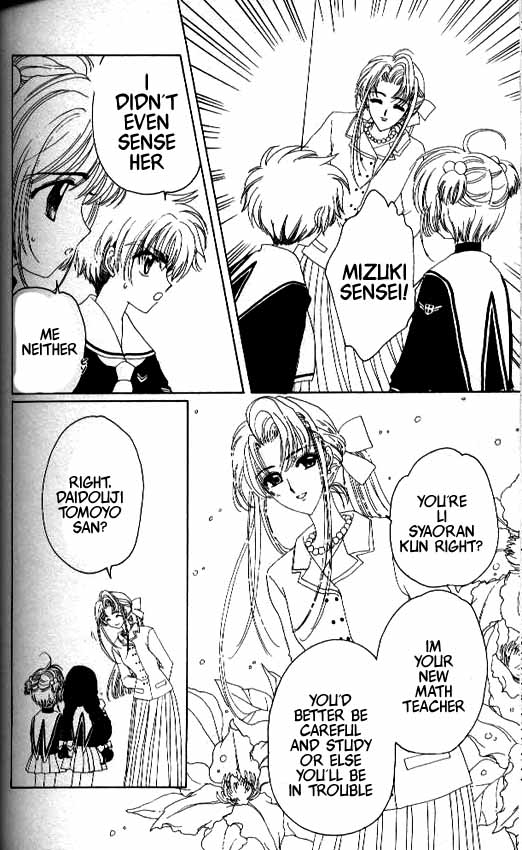 MIZUKI
SENSEI!
I
DIDN'T
EVEN
SENSE
HER
ME
NEITHER
YOU'RE
LI
SYAORAN
KUN RIGHT?
IM
YOUR
NEW
MATH
TEACHER
YOU'D
BETTER BE
CAREFUL
AND STUDY
OR ELSE
YOU'LL BE
IN TROUBLE
RIGHT.
DAIDOUJI
TOMOYO
SAN?